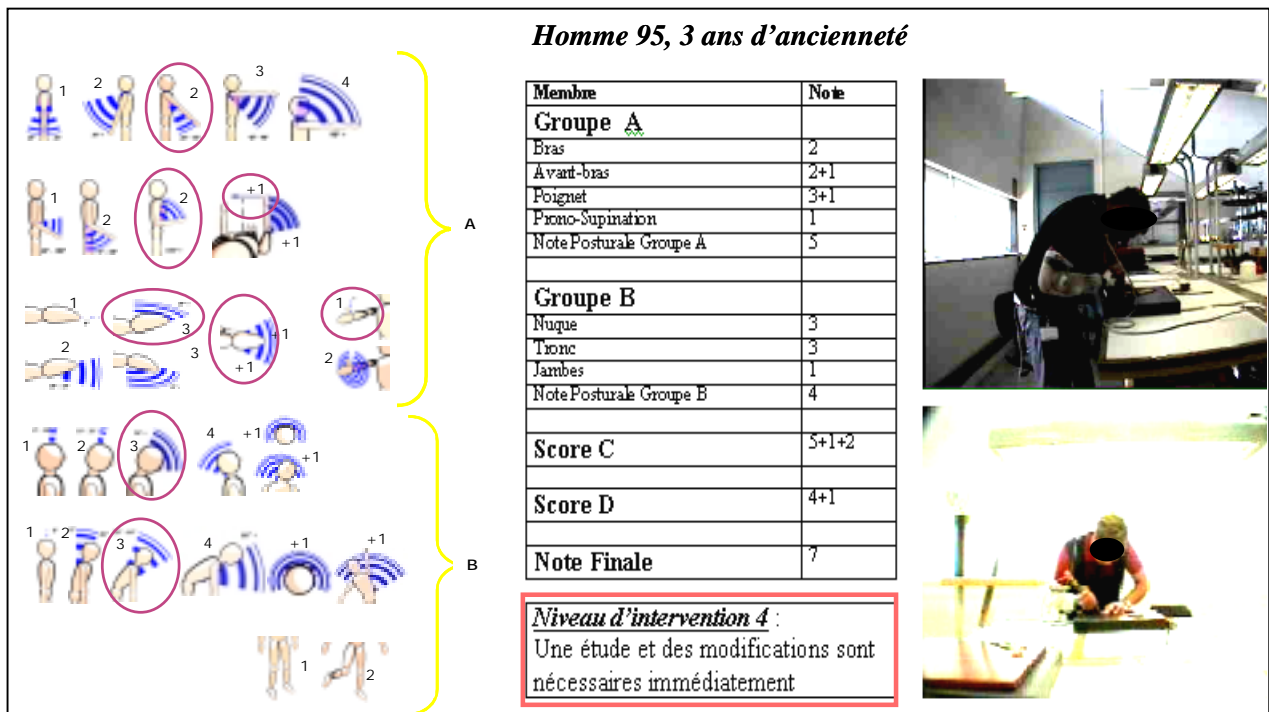 Homme 95, 3 ans d'ancienneté
1
2
2
3
4
1
2
2
+1
+1
A
1
3
+1
1
2
3
+1
2
1
2
3
4
+1
+1
1
2
3
4
+1
+1
B
1
2
Membre Note
Groupe A
Bras 2
Avant-bras 2+1
Poignet 3+1
Prono-Supination 1
Note Posturale Groupe A 5
Groupe B
Nuque 3
Tronc 3
Jambes 1
Note Posturale Groupe B 4
Score C 5+1+2
Score D 4+1
Note Finale 7
Niveau d'intervention 4 :
Une étude et des modifications sont
nécessaires immédiatement